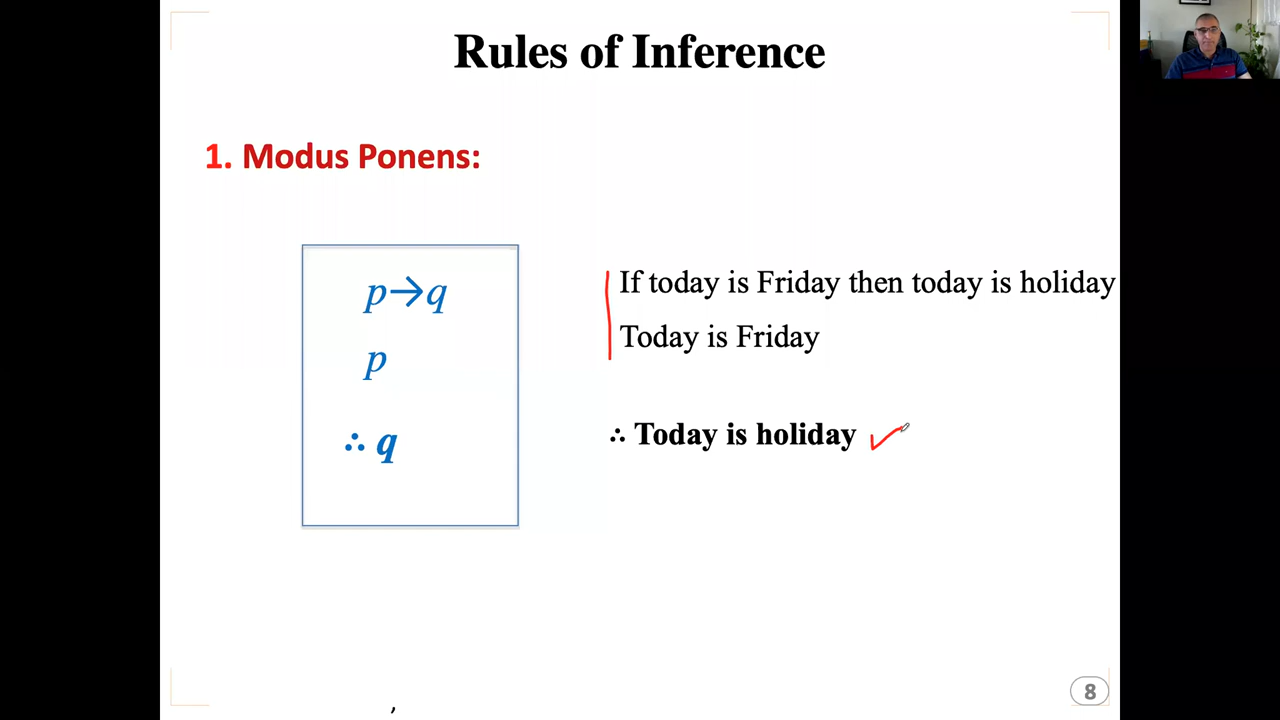 Rules of Inference
1. Modus Ponens:
p→q
p
∴ q
If today is Friday then today is holiday
Today is Friday
∴ Today is holiday
8
,